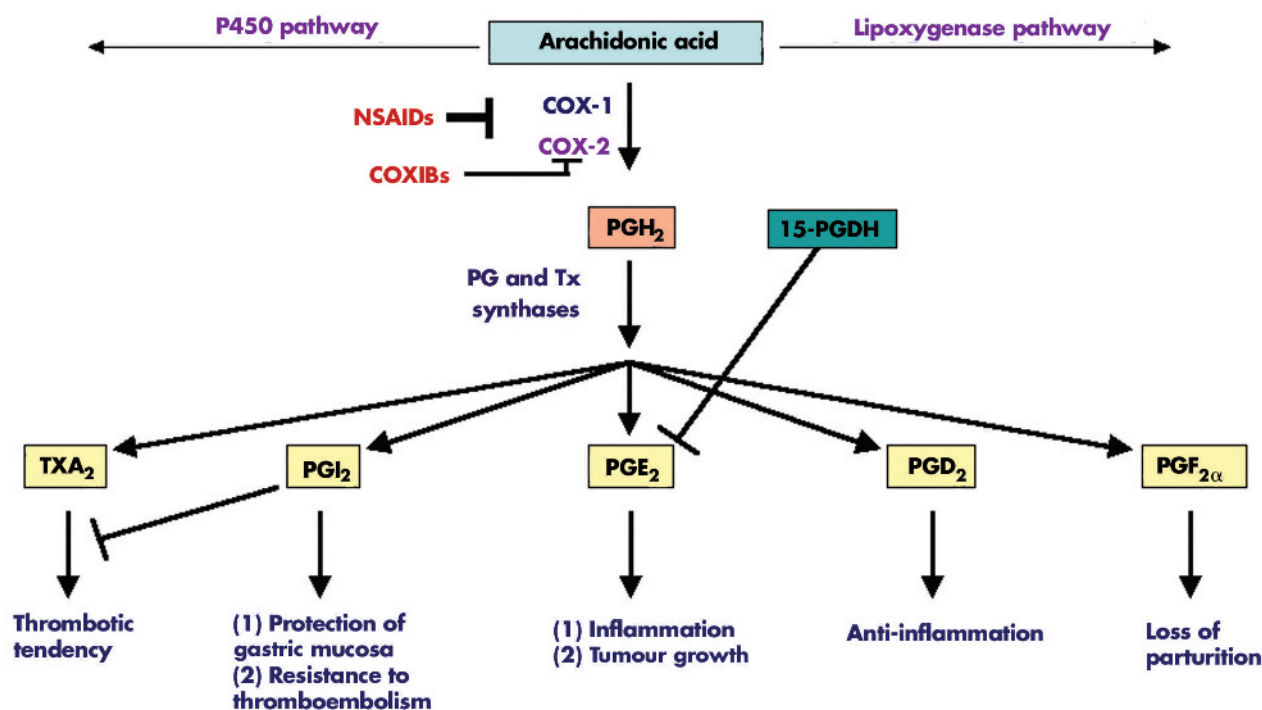 P450 pathway
Arachidonic acid
Lipoxygenase pathway
NSAIDs
COX-1
COX-2
COXIBs
PGH₂
15-PGDH
PG and Tx
synthases
TXA₂
PGI₂
PGE₂
PGD₂
PGF₂α
Thrombotic
tendency
(1) Protection of
gastric mucosa
(2) Resistance to
thromboembolism
(1) Inflammation
(2) Tumour growth
Anti-inflammation
Loss of
parturition